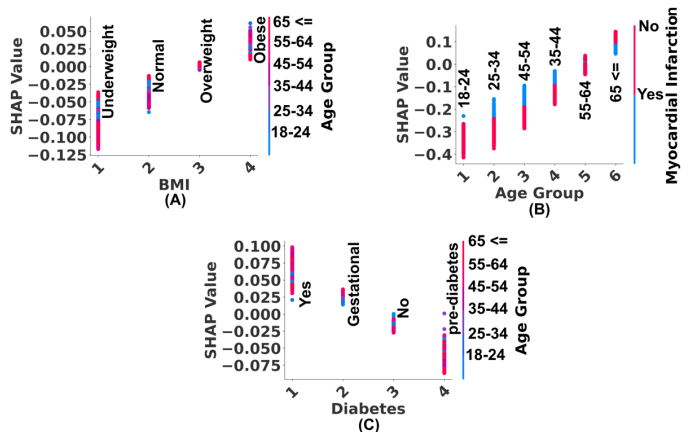 0.050
0.025
0.000
−0.025
−0.050
−0.075
−0.100
−0.125
SHAP Value
Underweight
Normal
Overweight
Obese
1
2
3
4
BMI
(A)
65 <=
55-64
45-54
35-44
25-34
18-24
Age Group
0.1
0.0
−0.1
−0.2
−0.3
−0.4
SHAP Value
18-24
25-34
45-54
35-44
55-64
65 <=
1
2
3
4
5
6
Age Group
(B)
No
Yes
Myocardial Infarction
0.100
0.075
0.050
0.025
0.000
−0.025
−0.050
−0.075
SHAP Value
Yes
Gestational
No
pre-diabetes
1
2
3
4
Diabetes
(C)
65 <=
55-64
45-54
35-44
25-34
18-24
Age Group